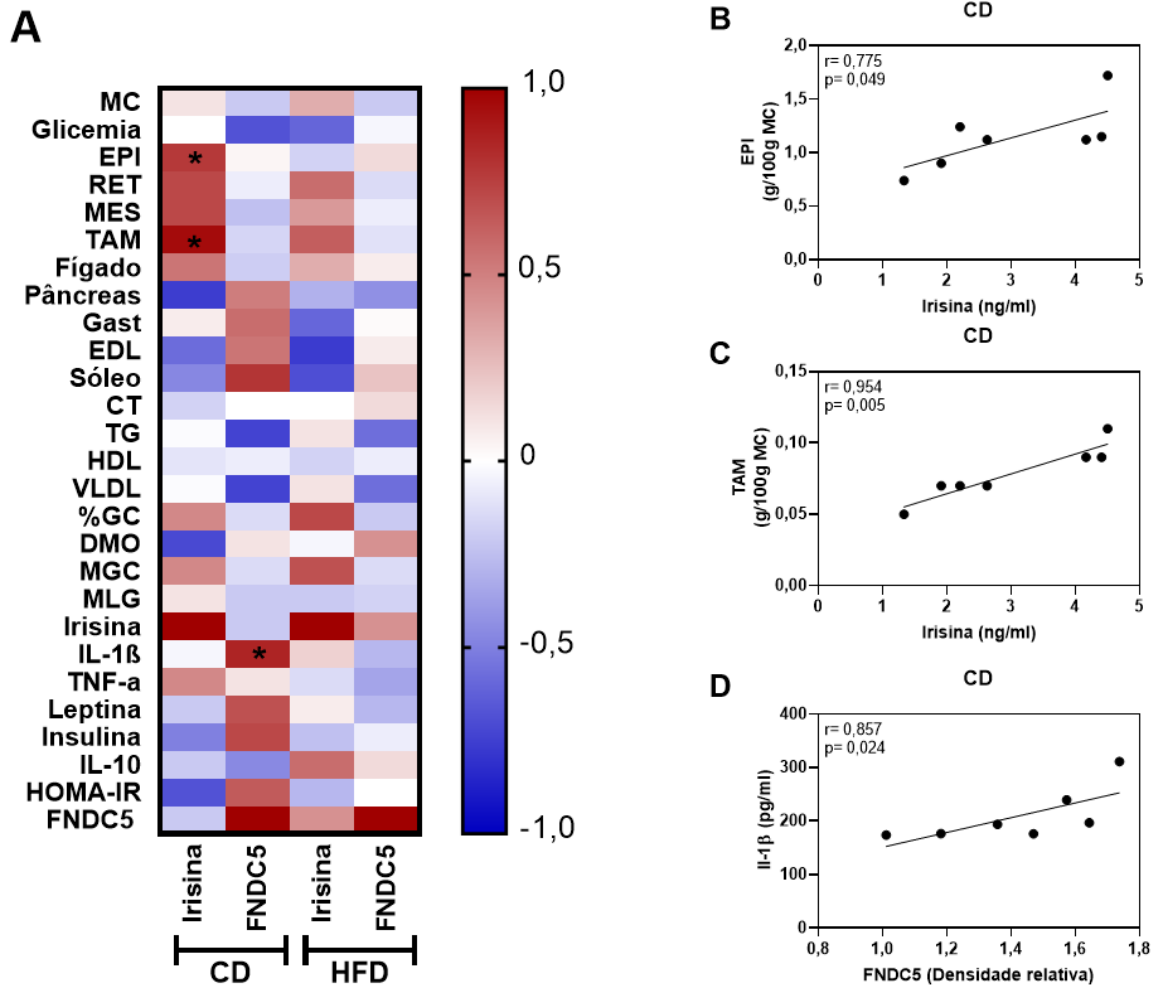 A
MC
Glicemia
EPI *
RET
MES
TAM *
Fígado
Pâncreas
Gast
EDL
Sóleo
CT
TG
HDL
VLDL
%GC
DMO
MGC
MLG
Irisina
IL-1ß *
TNF-a
Leptina
Insulina
IL-10
HOMA-IR
FNDC5
Irisina
FNDC5
Irisina
FNDC5
CD
HFD
1,0
0,5
0
-0,5
-1,0
B
CD
r= 0,775
p= 0,049
EPI
(g/100g MC)
2,0
1,5
1,0
0,5
0,0
0 1 2 3 4 5
Irisina (ng/ml)
C
CD
r= 0,954
p= 0,005
TAM
(g/100g MC)
0,15
0,10
0,05
0,00
0 1 2 3 4 5
Irisina (ng/ml)
D
CD
r= 0,857
p= 0,024
Il-1β (pg/ml)
400
300
200
100
0
0,8 1,0 1,2 1,4 1,6 1,8
FNDC5 (Densidade relativa)